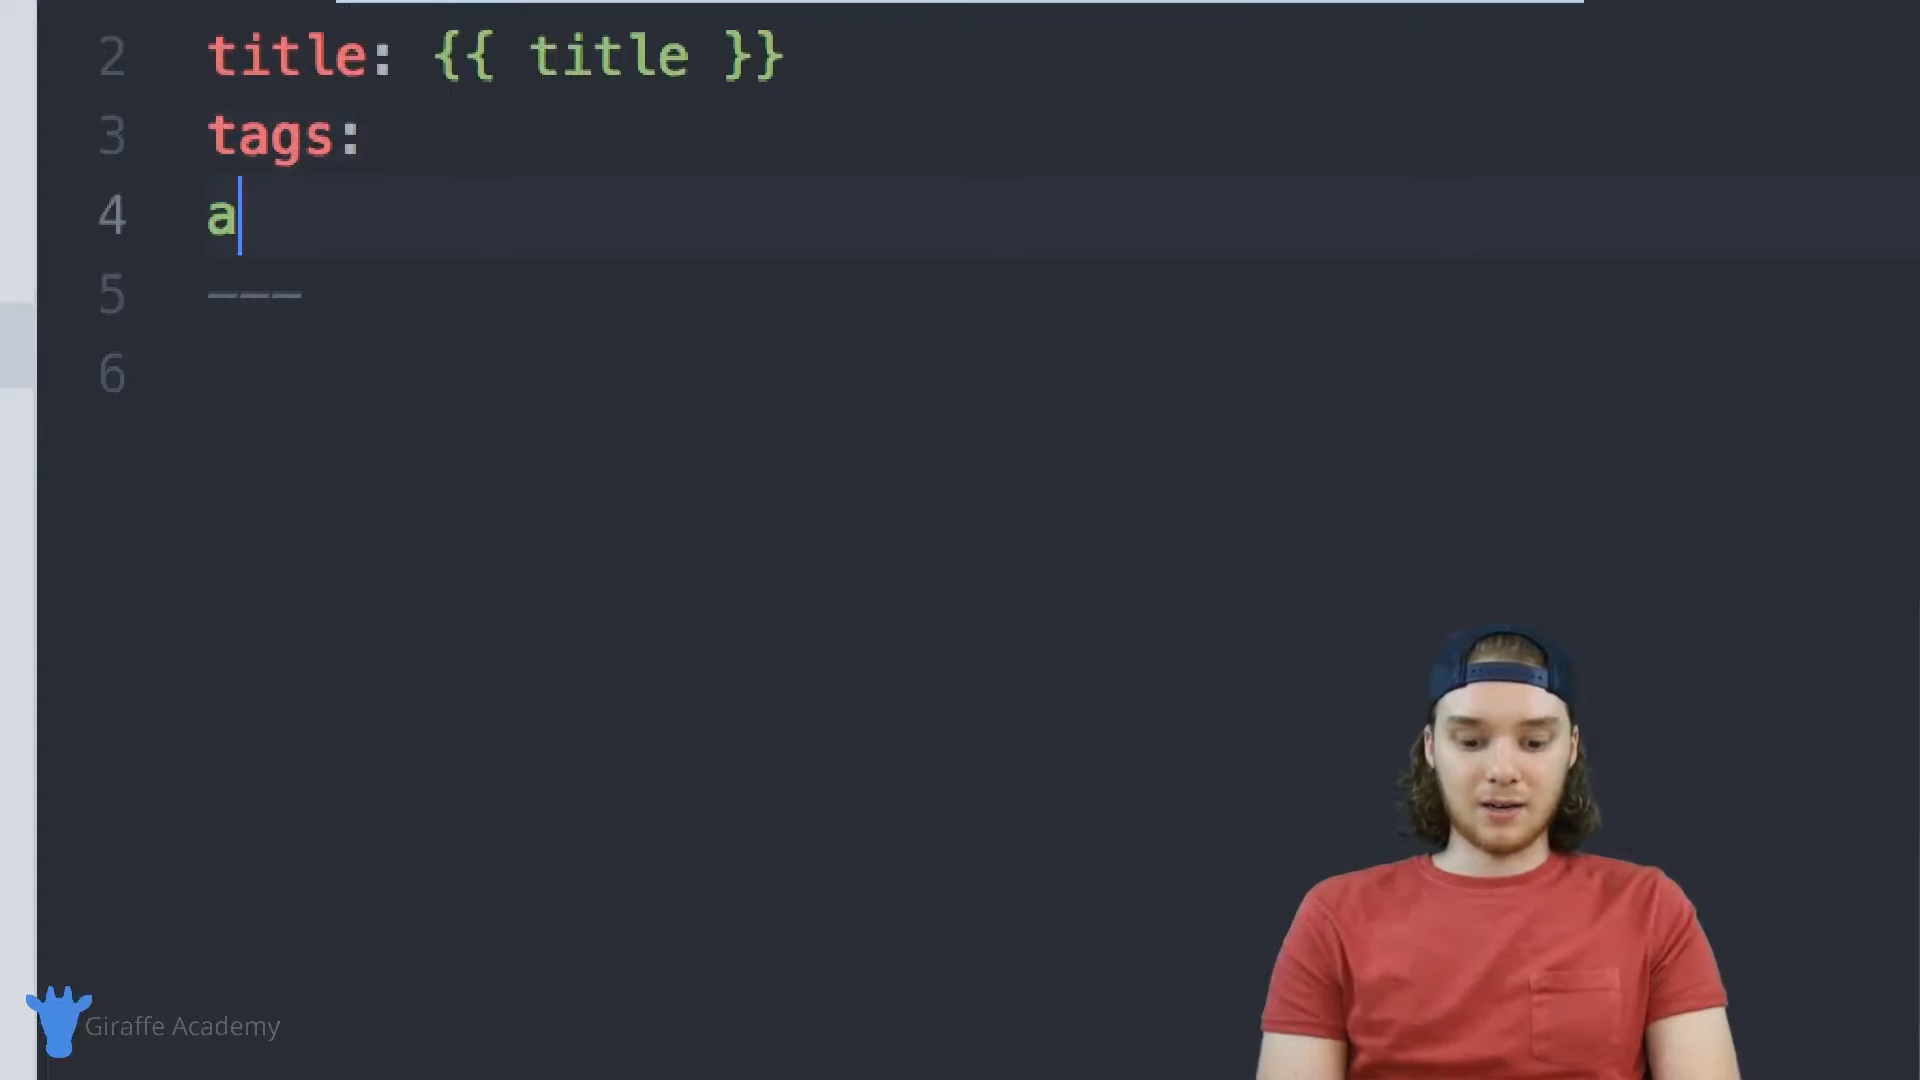 2 title: {{ title }}
3 tags:
4 a
5 ---
6
Giraffe Academy